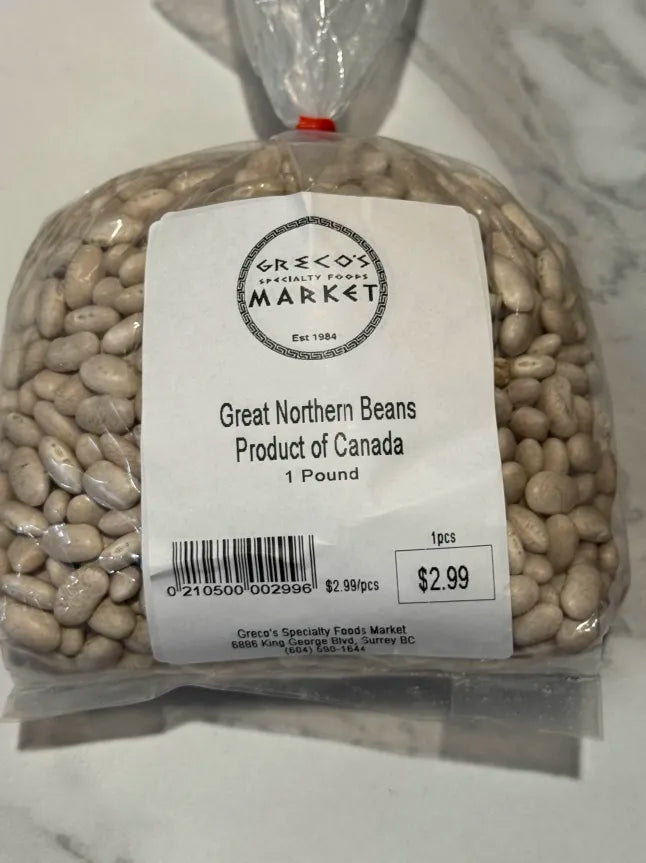 GRECO'S
SPECIALTY FOODS
MARKET
Est 1984
Great Northern Beans
Product of Canada
1 Pound
1pcs
0 210500 002996 $2.99/pcs $2.99
Greco's Specialty Foods Market
6886 King George Blvd, Surrey BC
(604) 590-1644